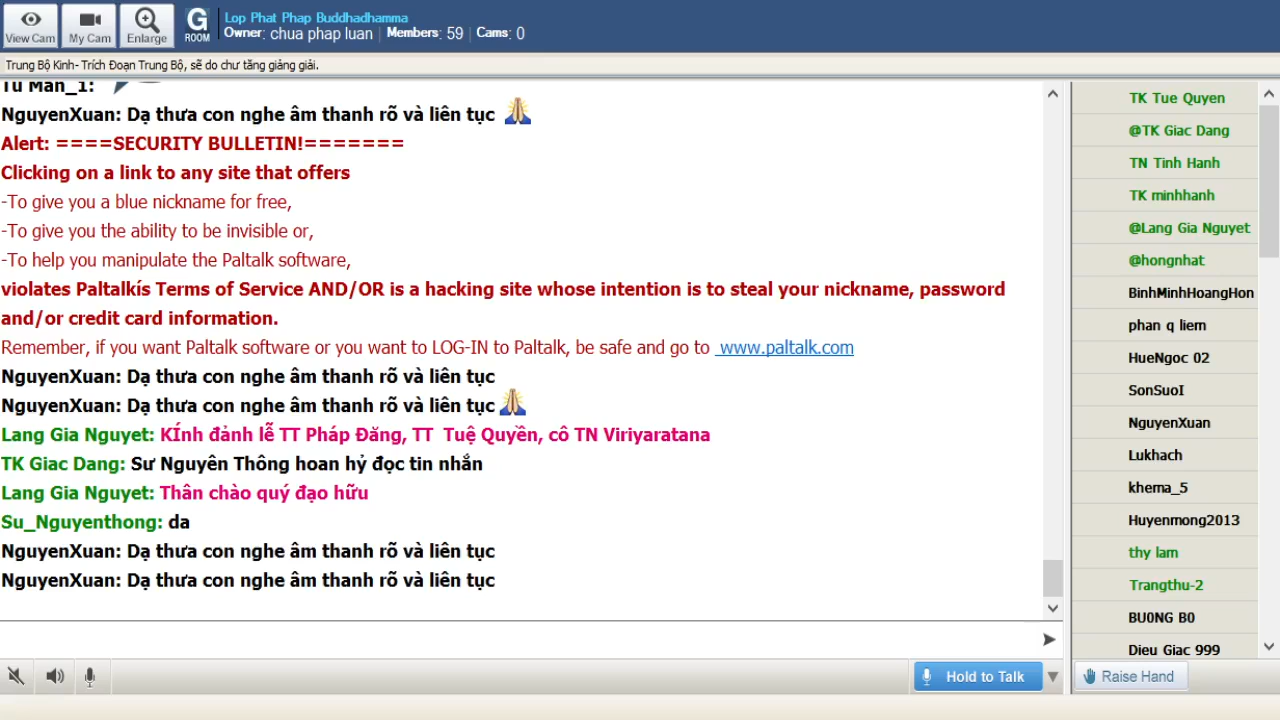 View Cam
My Cam
Enlarge
G
ROOM
Lop Phat Phap Buddhadhamma
Owner: chua phap luan | Members: 59 | Cams: 0
Trung Bộ Kinh- Trích Đoạn Trung Bộ, sẽ do chư tăng giảng giải.
Tu Man_1:
NguyenXuan: Dạ thưa con nghe âm thanh rõ và liên tục
Alert: ====SECURITY BULLETIN!=======
Clicking on a link to any site that offers
-To give you a blue nickname for free,
-To give you the ability to be invisible or,
-To help you manipulate the Paltalk software,
violates Paltalkís Terms of Service AND/OR is a hacking site whose intention is to steal your nickname, password
and/or credit card information.
Remember, if you want Paltalk software or you want to LOG-IN to Paltalk, be safe and go to www.paltalk.com
NguyenXuan: Dạ thưa con nghe âm thanh rõ và liên tục
NguyenXuan: Dạ thưa con nghe âm thanh rõ và liên tục
Lang Gia Nguyet: KÍnh đảnh lễ TT Pháp Đăng, TT  Tuệ Quyền, cô TN Viriyaratana
TK Giac Dang: Sư Nguyên Thông hoan hỷ đọc tin nhắn
Lang Gia Nguyet: Thân chào quý đạo hữu
Su_Nguyenthong: da
NguyenXuan: Dạ thưa con nghe âm thanh rõ và liên tục
NguyenXuan: Dạ thưa con nghe âm thanh rõ và liên tục
Hold to Talk
TK Tue Quyen
@TK Giac Dang
TN Tinh Hanh
TK minhhanh
@Lang Gia Nguyet
@hongnhat
BinhMinhHoangHon
phan q liem
HueNgoc 02
SonSuoI
NguyenXuan
Lukhach
khema_5
Huyenmong2013
thy lam
Trangthu-2
BU0NG B0
Dieu Giac 999
Raise Hand